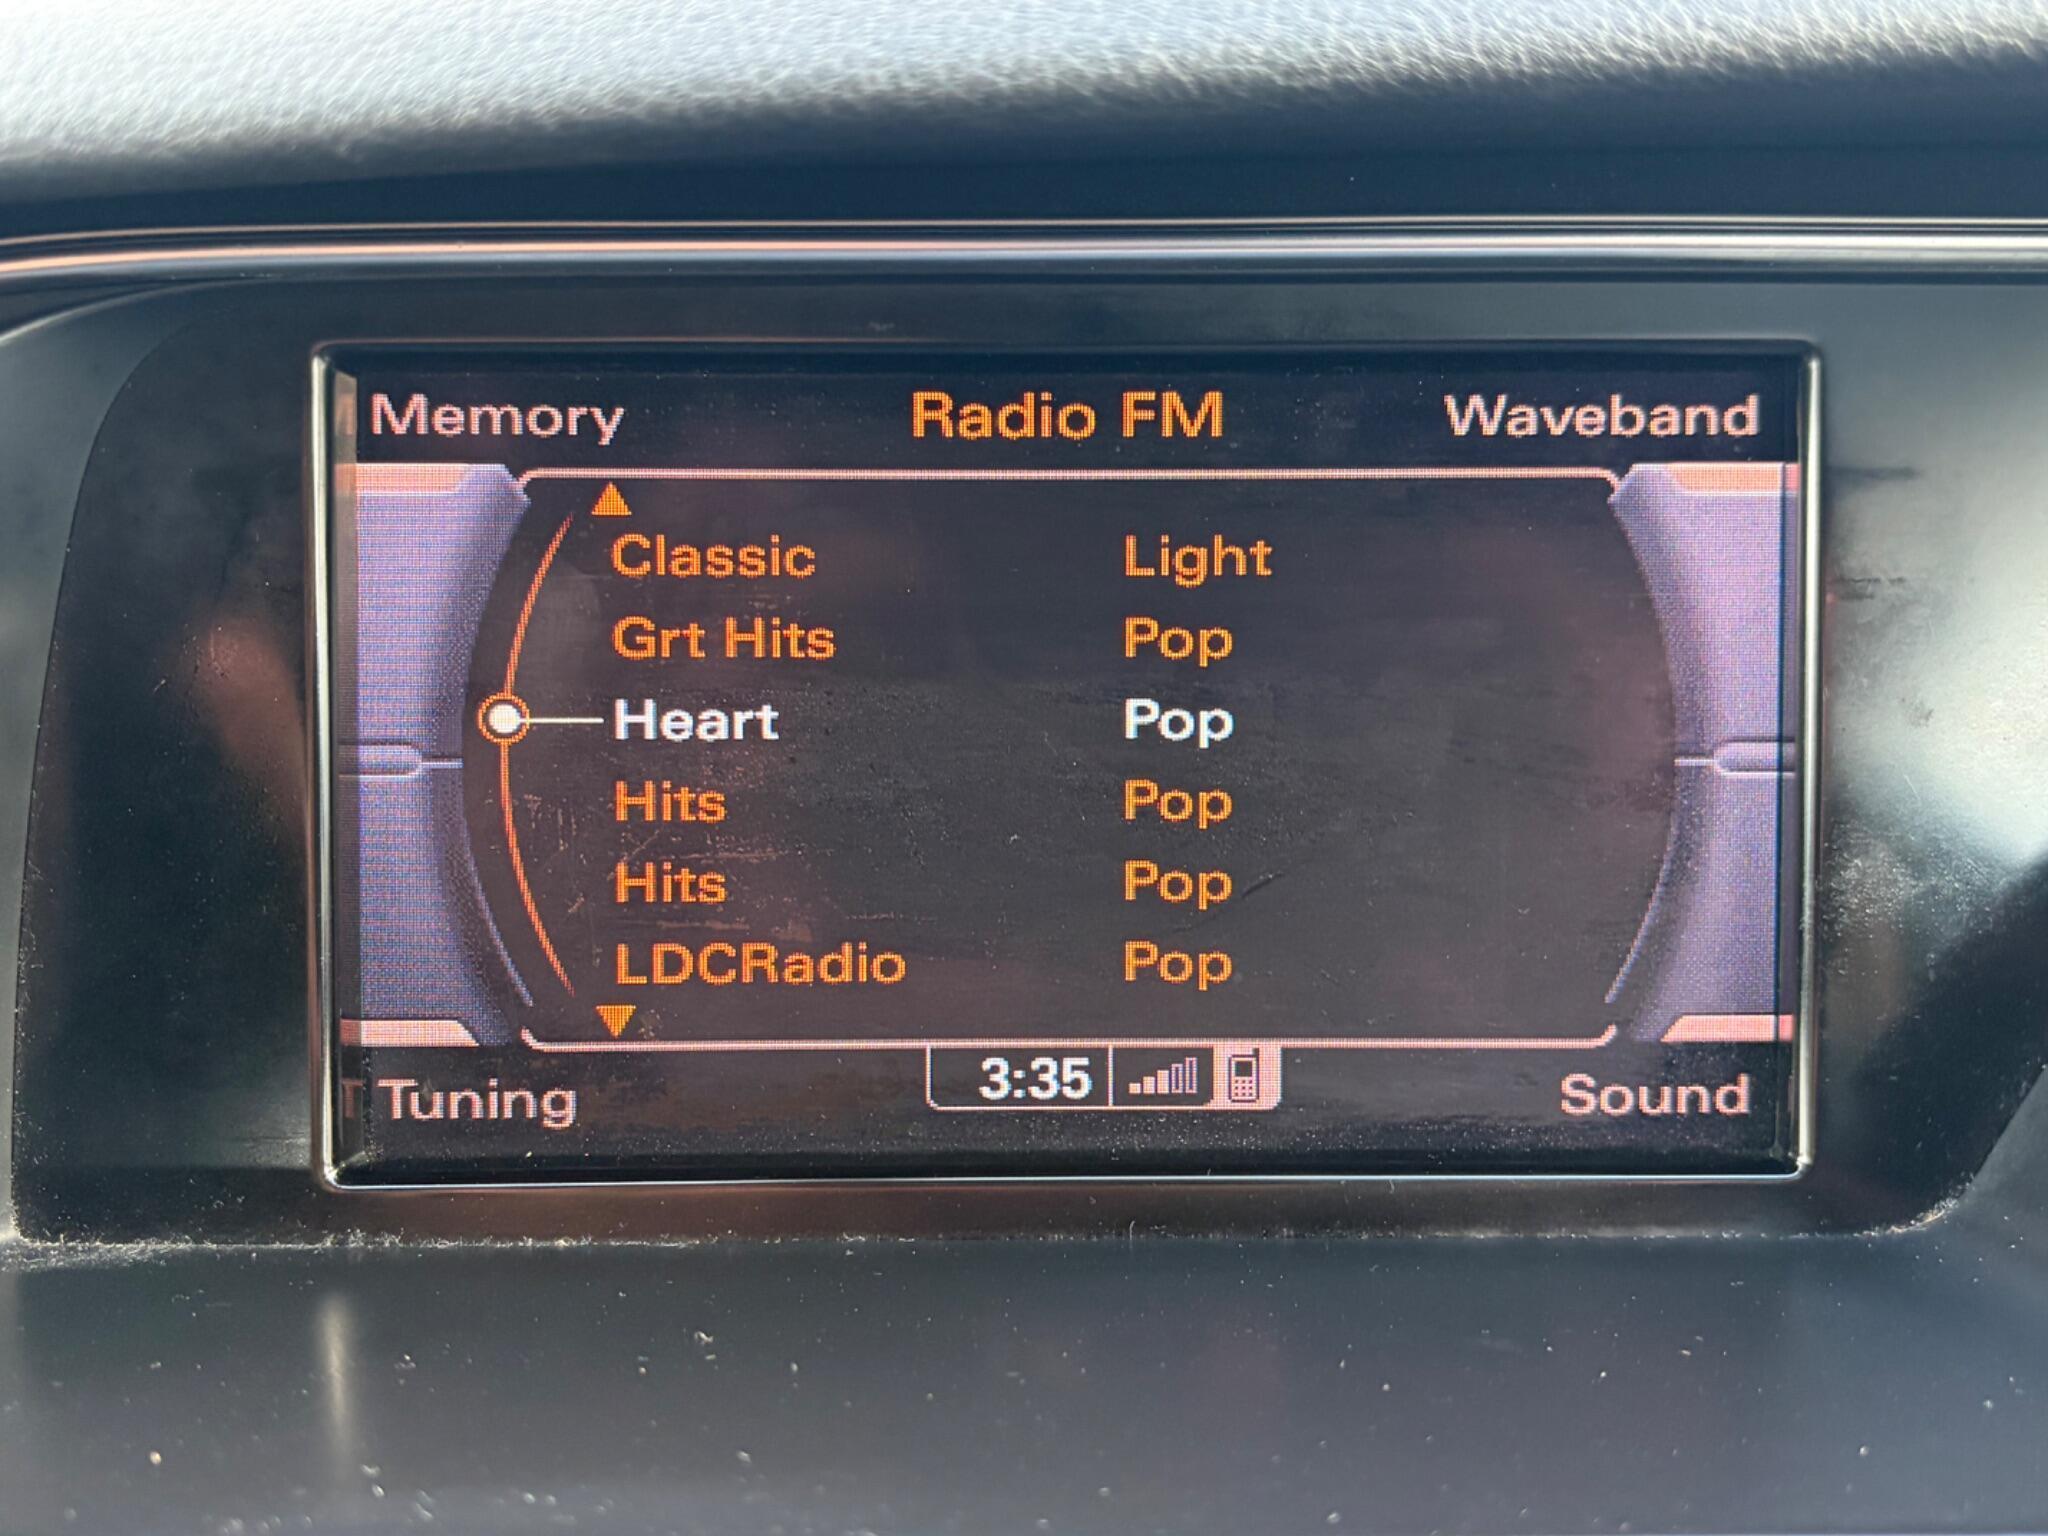 Memory Radio FM Waveband
Classic Light
Grt Hits Pop
Heart Pop
Hits Pop
Hits Pop
LDCRadio Pop
3:35
Tuning Sound